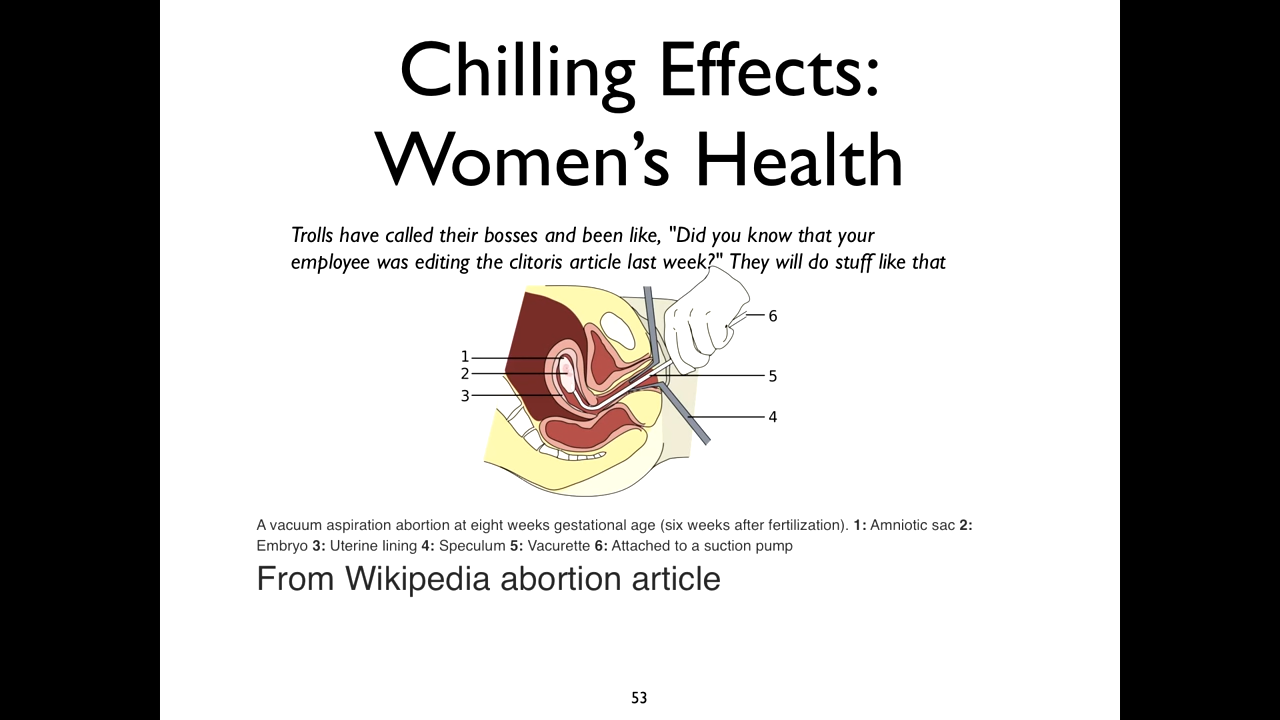 Chilling Effects:
Women’s Health
Trolls have called their bosses and been like, "Did you know that your
employee was editing the clitoris article last week?" They will do stuff like that
1
2
3
6
5
4
A vacuum aspiration abortion at eight weeks gestational age (six weeks after fertilization). 1: Amniotic sac 2:
Embryo 3: Uterine lining 4: Speculum 5: Vacurette 6: Attached to a suction pump
From Wikipedia abortion article
53